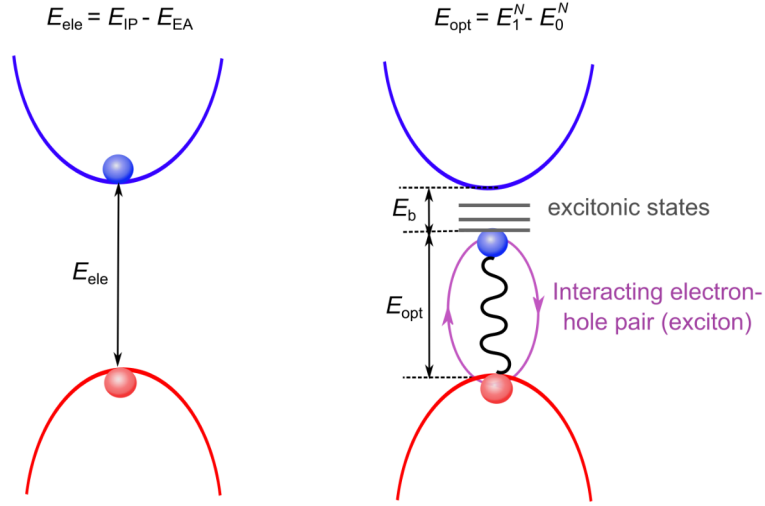 E_ele = E_IP - E_EA
E_opt = E_1^N - E_0^N
E_ele
E_b
excitonic states
E_opt
Interacting electron-
hole pair (exciton)